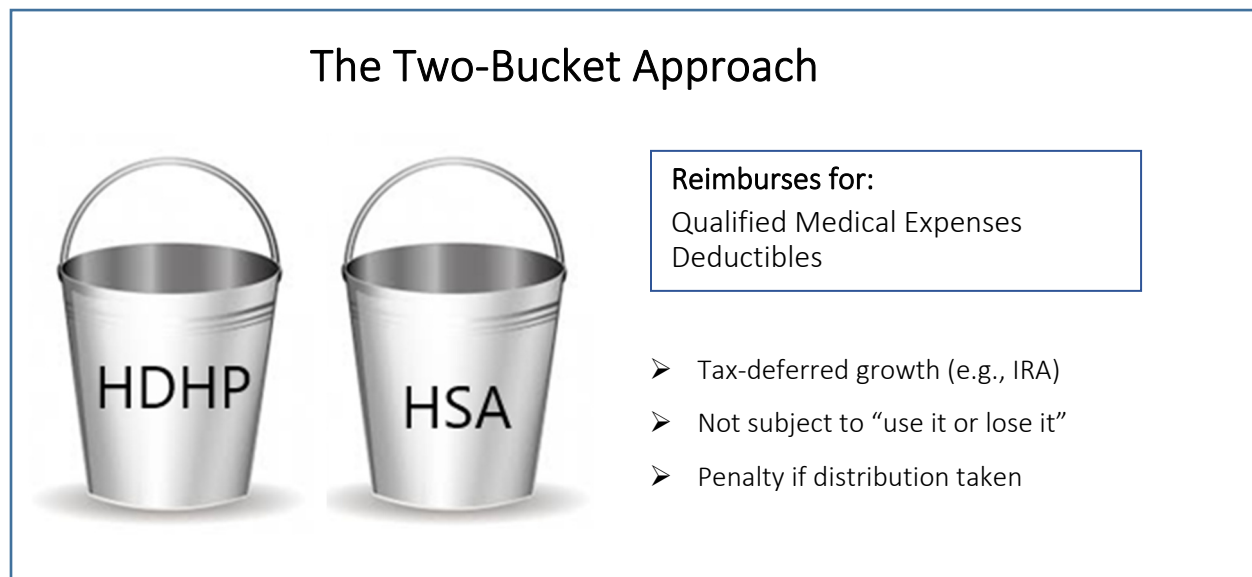 The Two-Bucket Approach
HDHP
HSA
Reimburses for:
Qualified Medical Expenses
Deductibles
➢ Tax-deferred growth (e.g., IRA)
➢ Not subject to “use it or lose it”
➢ Penalty if distribution taken